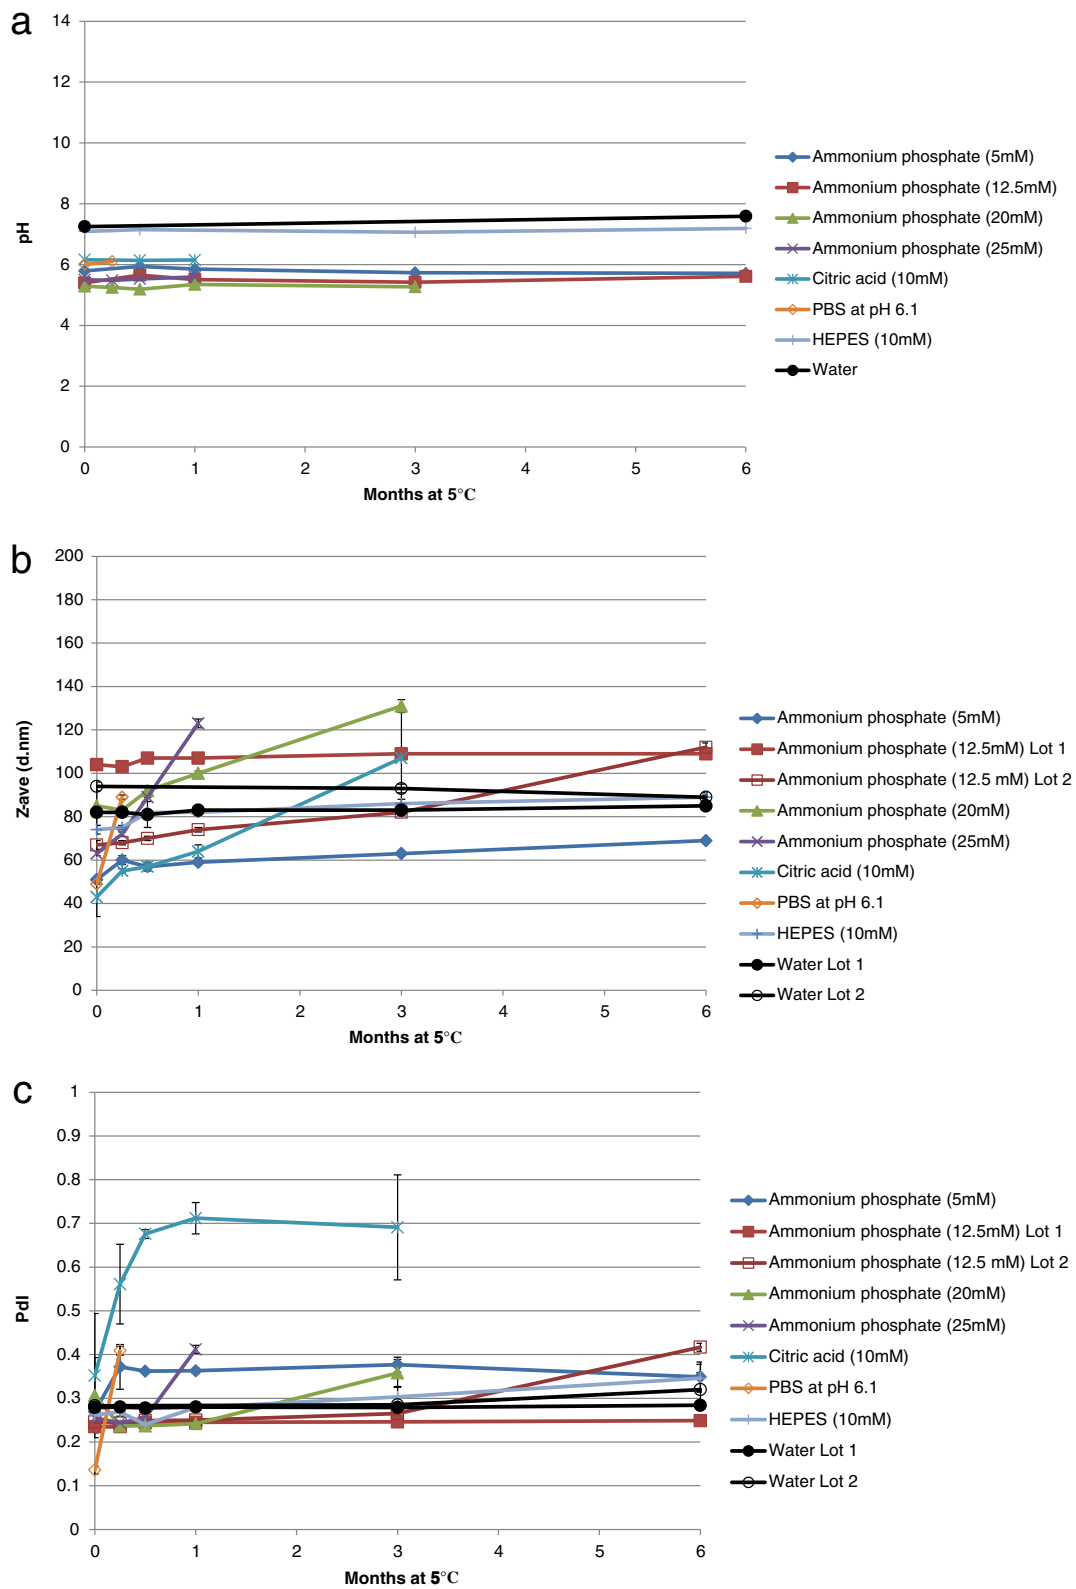 a
14
12
10
8
6
4
2
0
pH
0
1
2
3
4
5
6
Months at 5°C
Ammonium phosphate (5mM)
Ammonium phosphate (12.5mM)
Ammonium phosphate (20mM)
Ammonium phosphate (25mM)
Citric acid (10mM)
PBS at pH 6.1
HEPES (10mM)
Water
b
200
180
160
140
120
100
80
60
40
20
0
Z-ave (d.nm)
0
1
2
3
4
5
6
Months at 5°C
Ammonium phosphate (5mM)
Ammonium phosphate (12.5mM) Lot 1
Ammonium phosphate (12.5 mM) Lot 2
Ammonium phosphate (20mM)
Ammonium phosphate (25mM)
Citric acid (10mM)
PBS at pH 6.1
HEPES (10mM)
Water Lot 1
Water Lot 2
c
1
0.9
0.8
0.7
0.6
0.5
0.4
0.3
0.2
0.1
0
PdI
0
1
2
3
4
5
6
Months at 5°C
Ammonium phosphate (5mM)
Ammonium phosphate (12.5mM) Lot 1
Ammonium phosphate (12.5 mM) Lot 2
Ammonium phosphate (20mM)
Ammonium phosphate (25mM)
Citric acid (10mM)
PBS at pH 6.1
HEPES (10mM)
Water Lot 1
Water Lot 2